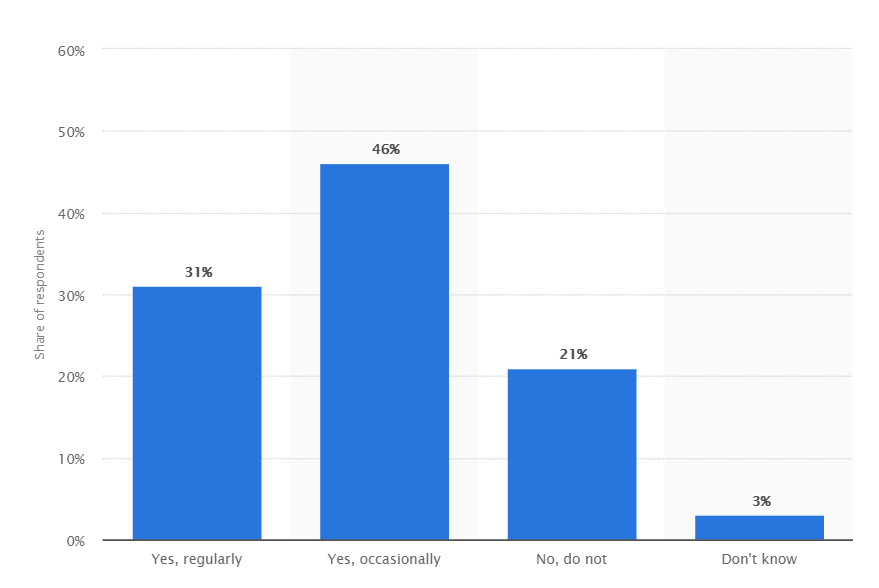 60%
50%
40%
30%
20%
10%
0%
Share of respondents
31%
46%
21%
3%
Yes, regularly
Yes, occasionally
No, do not
Don't know